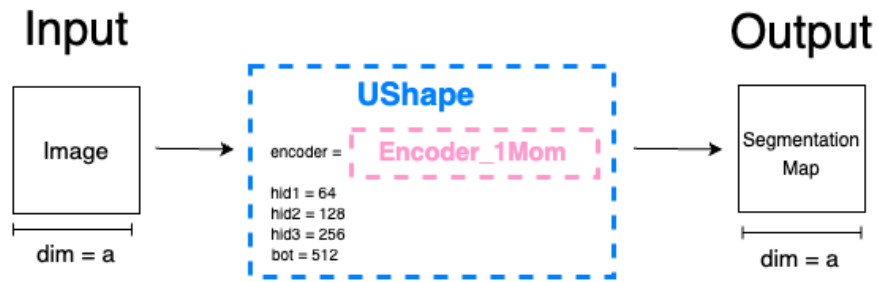 Input
Output
UShape
Image
encoder =
Encoder_1Mom
Segmentation
Map
hid1 = 64
hid2 = 128
hid3 = 256
bot = 512
dim = a
dim = a